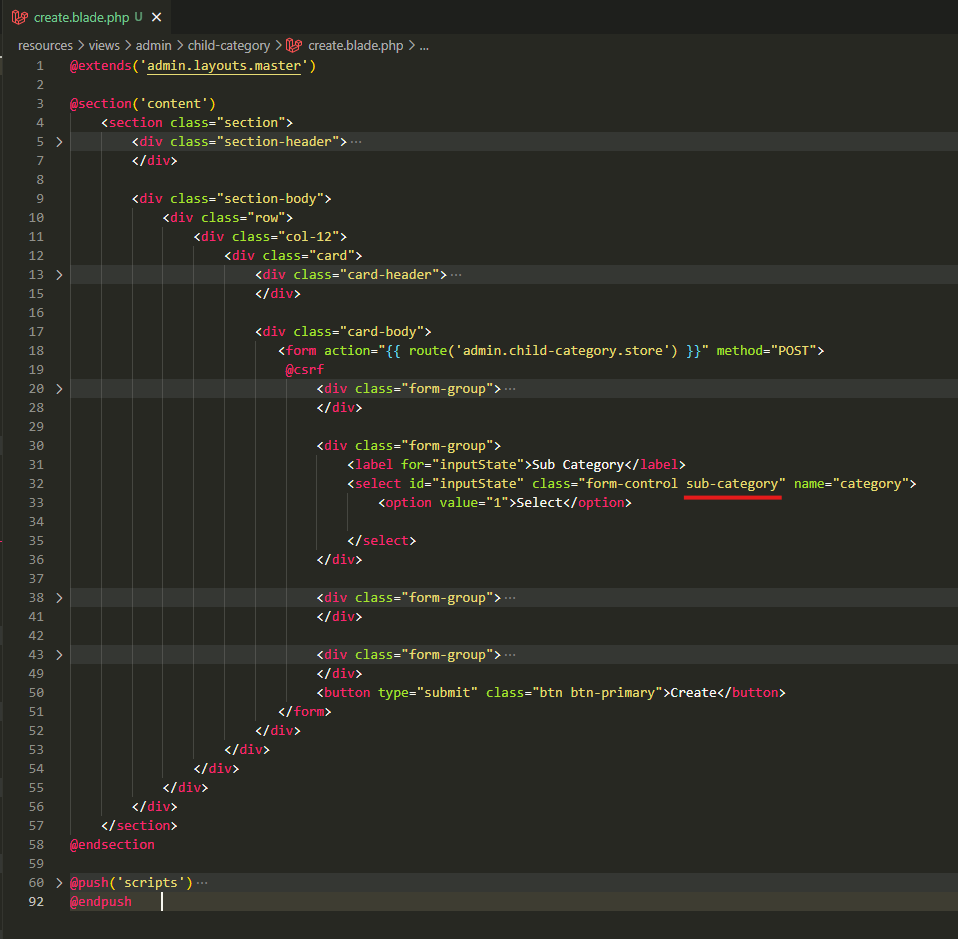 create.blade.php U ×
resources > views > admin > child-category > create.blade.php > ...
1 @extends('admin.layouts.master')
2
3 @section('content')
4 <section class="section">
5 > <div class="section-header"> ...
7 </div>
8
9 <div class="section-body">
10 <div class="row">
11 <div class="col-12">
12 <div class="card">
13 > <div class="card-header"> ...
15 </div>
16
17 <div class="card-body">
18 <form action="{{ route('admin.child-category.store') }}" method="POST">
19 @csrf
20 > <div class="form-group"> ...
28 </div>
29
30 <div class="form-group">
31 <label for="inputState">Sub Category</label>
32 <select id="inputState" class="form-control sub-category" name="category">
33 <option value="1">Select</option>
34
35 </select>
36 </div>
37
38 > <div class="form-group"> ...
41 </div>
42
43 > <div class="form-group"> ...
49 </div>
50 <button type="submit" class="btn btn-primary">Create</button>
51 </form>
52 </div>
53 </div>
54 </div>
55 </div>
56 </div>
57 </section>
58 @endsection
59
60 > @push('scripts') ...
92 @endpush